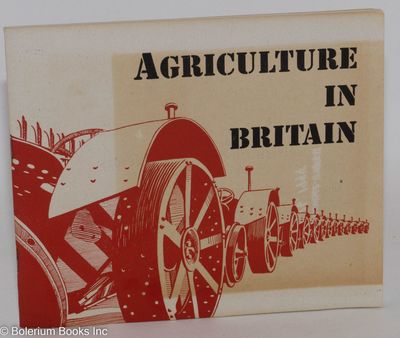 AGRICULTURE
IN
BRITAIN
© Bolerium Books Inc